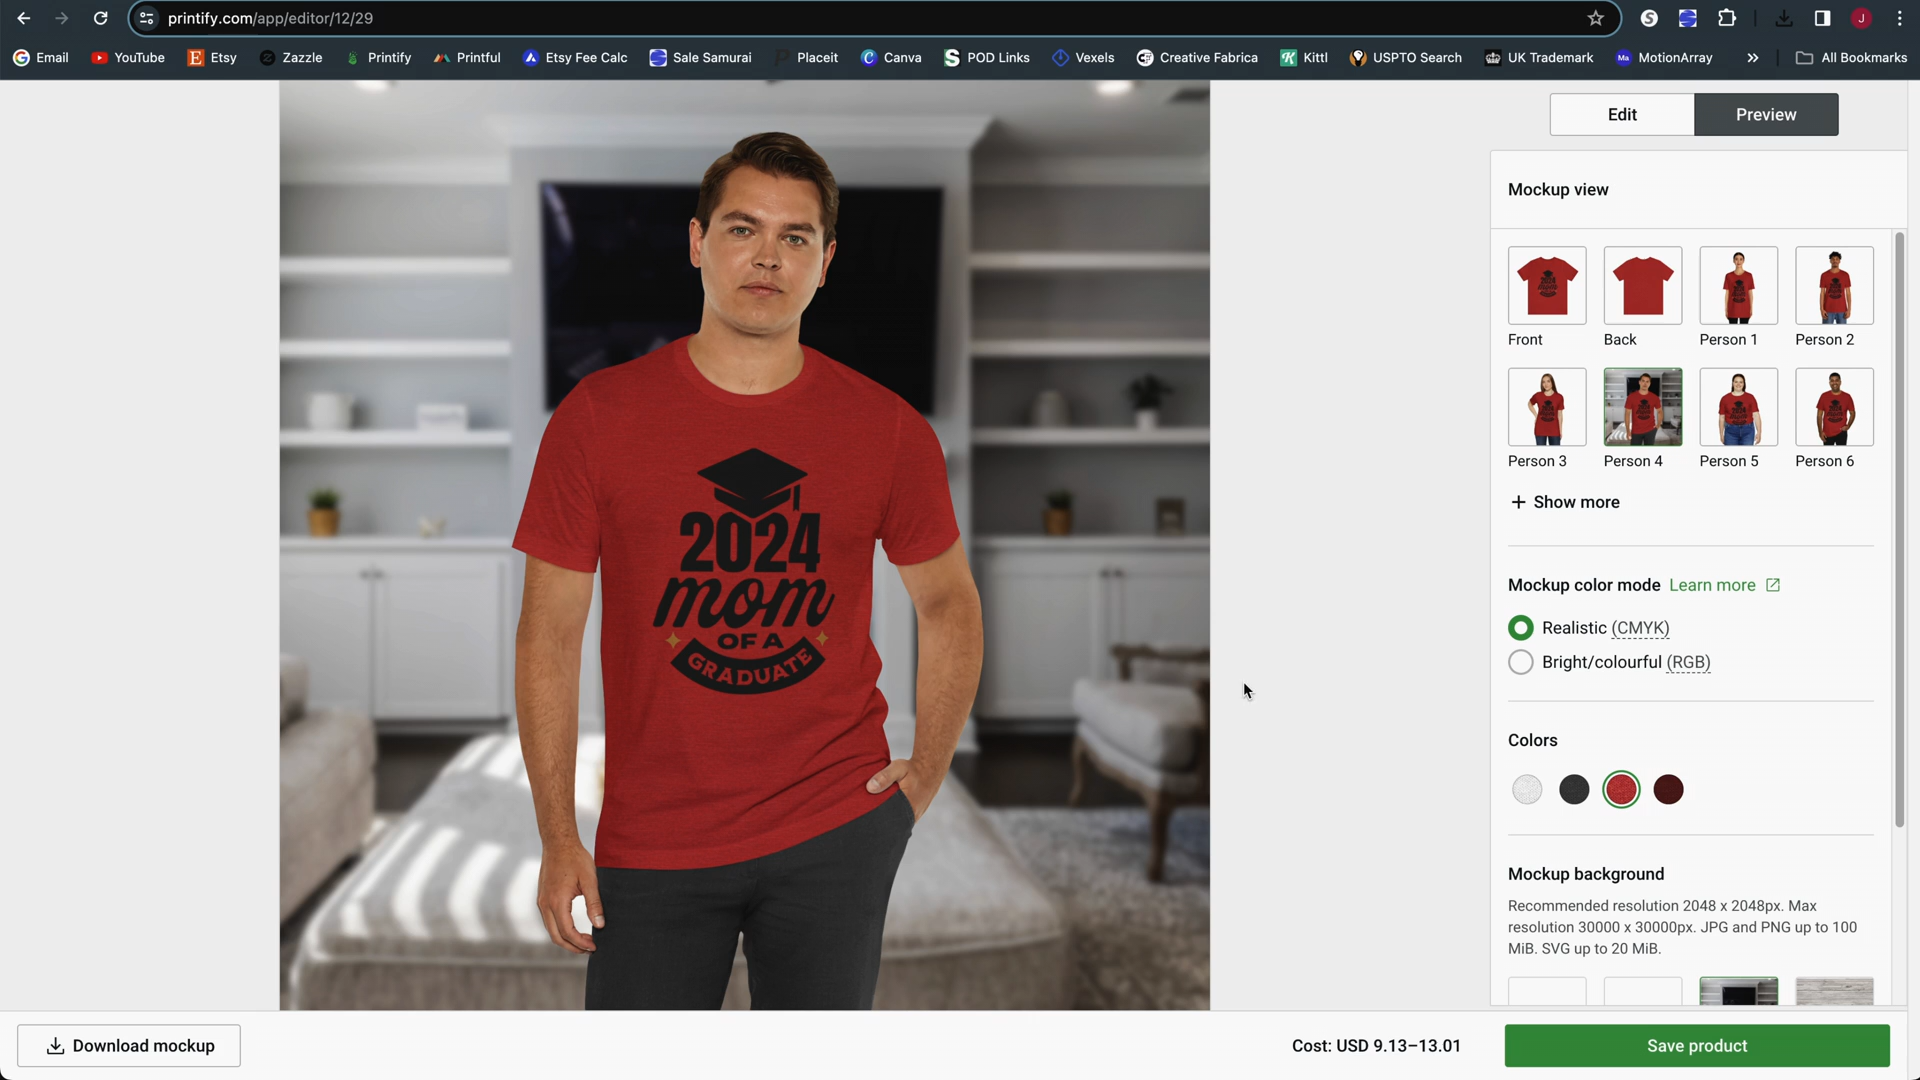 printify.com/app/editor/12/29
J
Email
YouTube
Etsy
Zazzle
Printify
Printful
Etsy Fee Calc
Sale Samurai
Placeit
Canva
POD Links
Vexels
Creative Fabrica
Kittl
USPTO Search
UK Trademark
MotionArray
All Bookmarks
Edit
Preview
Mockup view
Front
Back
Person 1
Person 2
Person 3
Person 4
Person 5
Person 6
+ Show more
Mockup color mode Learn more
Realistic (CMYK)
Bright/colourful (RGB)
Colors
Mockup background
Recommended resolution 2048 x 2048px. Max
resolution 30000 x 30000px. JPG and PNG up to 100
MiB. SVG up to 20 MiB.
2024
mom
OF A
GRADUATE
Download mockup
Cost: USD 9.13–13.01
Save product